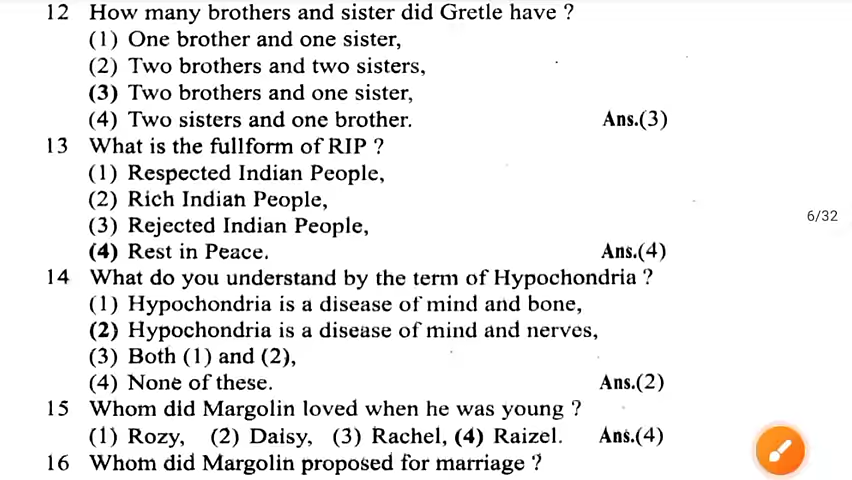 12 How many brothers and sister did Gretle have ?
(1) One brother and one sister,
(2) Two brothers and two sisters,
(3) Two brothers and one sister,
(4) Two sisters and one brother. Ans.(3)
13 What is the fullform of RIP ?
(1) Respected Indian People,
(2) Rich Indian People,
(3) Rejected Indian People,
6/32
(4) Rest in Peace. Ans.(4)
14 What do you understand by the term of Hypochondria ?
(1) Hypochondria is a disease of mind and bone,
(2) Hypochondria is a disease of mind and nerves,
(3) Both (1) and (2),
(4) None of these. Ans.(2)
15 Whom did Margolin loved when he was young ?
(1) Rozy, (2) Daisy, (3) Rachel, (4) Raizel. Ans.(4)
16 Whom did Margolin proposed for marriage ?